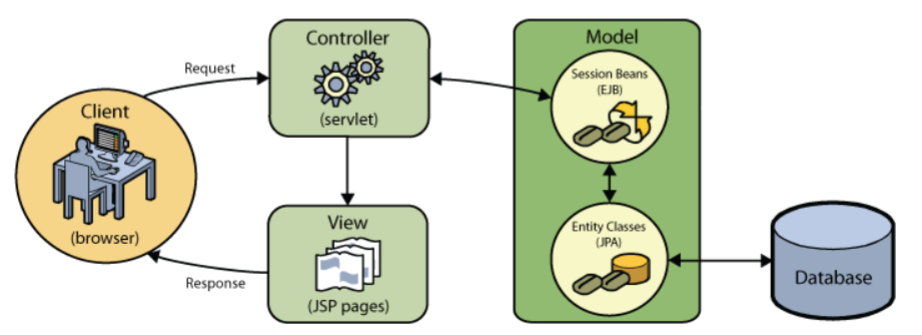 Client
(browser)
Request
Controller
(servlet)
View
(JSP pages)
Response
Model
Session Beans
(EJB)
Entity Classes
(JPA)
Database